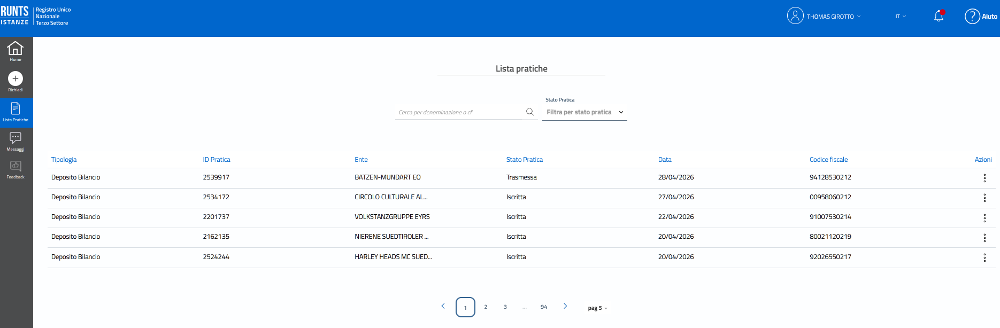 RUNTS
ISTANZE
Registro Unico
Nazionale
Terzo Settore
THOMAS GIROTTO
IT
Aiuto
Home
Richiedi
Lista Pratiche
Messaggi
Feedback
Lista pratiche
Stato Pratica
Cerca per denominazione o cf
Filtra per stato pratica
Tipologia ID Pratica Ente Stato Pratica Data Codice fiscale Azioni
Deposito Bilancio 2539917 BATZEN-MUNDART EO Trasmessa 28/04/2026 94128530212
Deposito Bilancio 2534172 CIRCOLO CULTURALE AL... Iscritta 27/04/2026 00958060212
Deposito Bilancio 2201737 VOLKSTANZGRUPPE EYRS Iscritta 22/04/2026 91007530214
Deposito Bilancio 2162135 NIERENE SUEDTIROLER ... Iscritta 20/04/2026 80021120219
Deposito Bilancio 2524244 HARLEY HEADS MC SUED... Iscritta 20/04/2026 92026550217
1 2 3 ... 94 pag 5